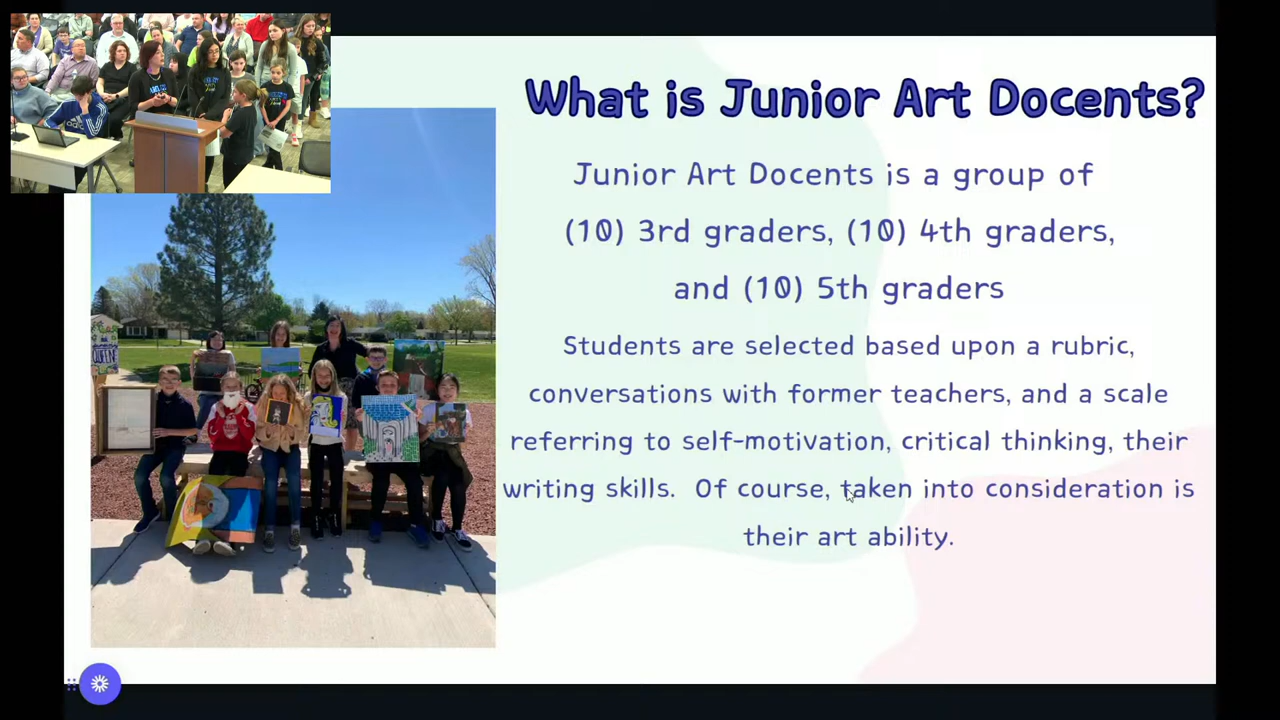 What is Junior Art Docents?
Junior Art Docents is a group of
(10) 3rd graders, (10) 4th graders,
and (10) 5th graders
Students are selected based upon a rubric,
conversations with former teachers, and a scale
referring to self-motivation, critical thinking, their
writing skills. Of course, taken into consideration is
their art ability.